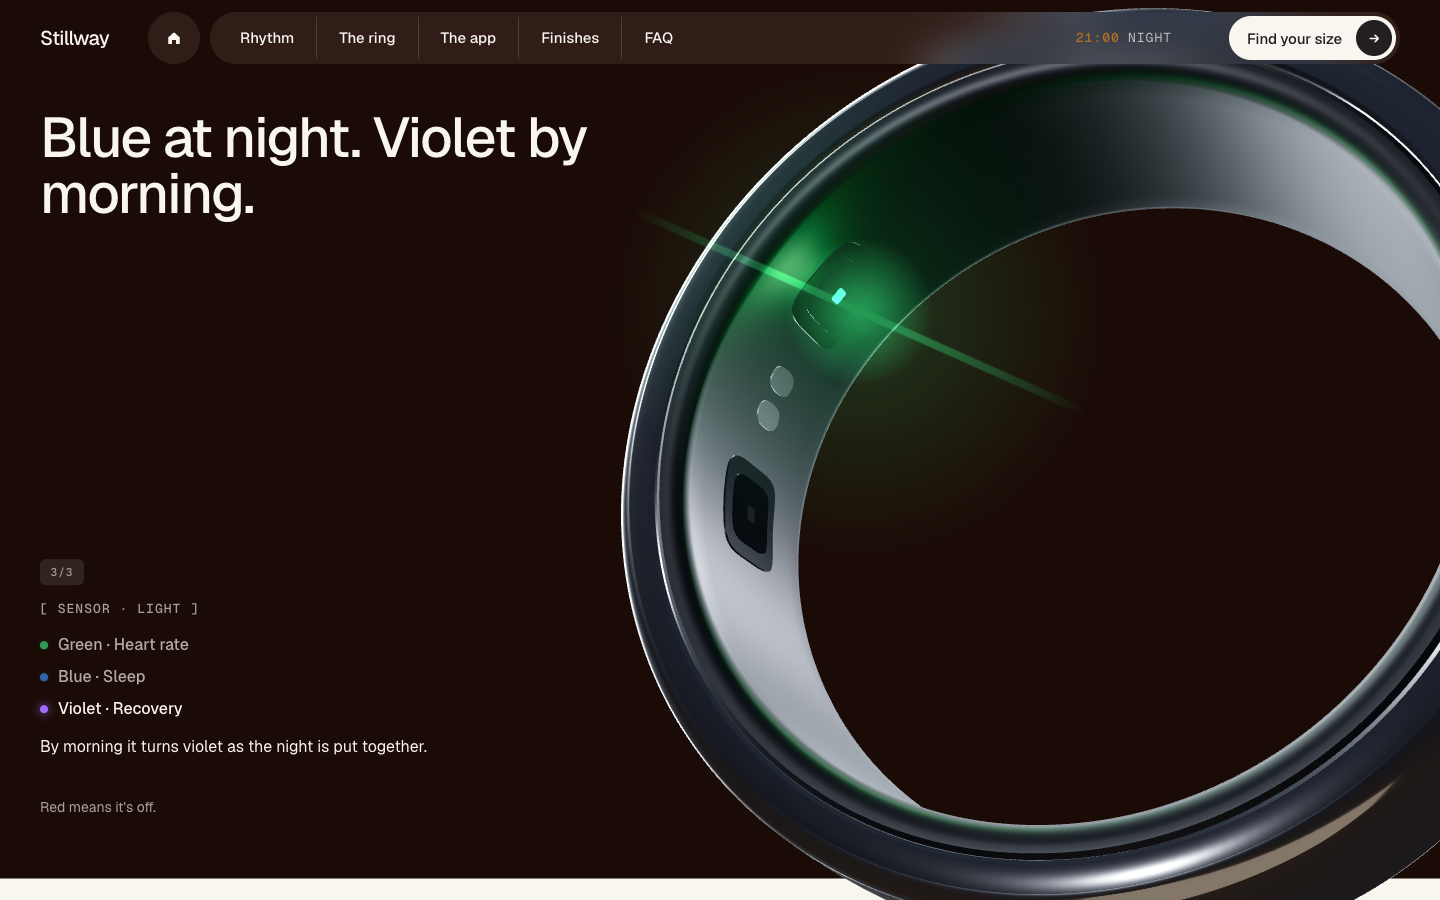 Stillway
Rhythm
The ring
The app
Finishes
FAQ
21:00 NIGHT
Find your size
Blue at night. Violet by
morning.
3/3
[ SENSOR · LIGHT ]
Green · Heart rate
Blue · Sleep
Violet · Recovery
By morning it turns violet as the night is put together.
Red means it's off.